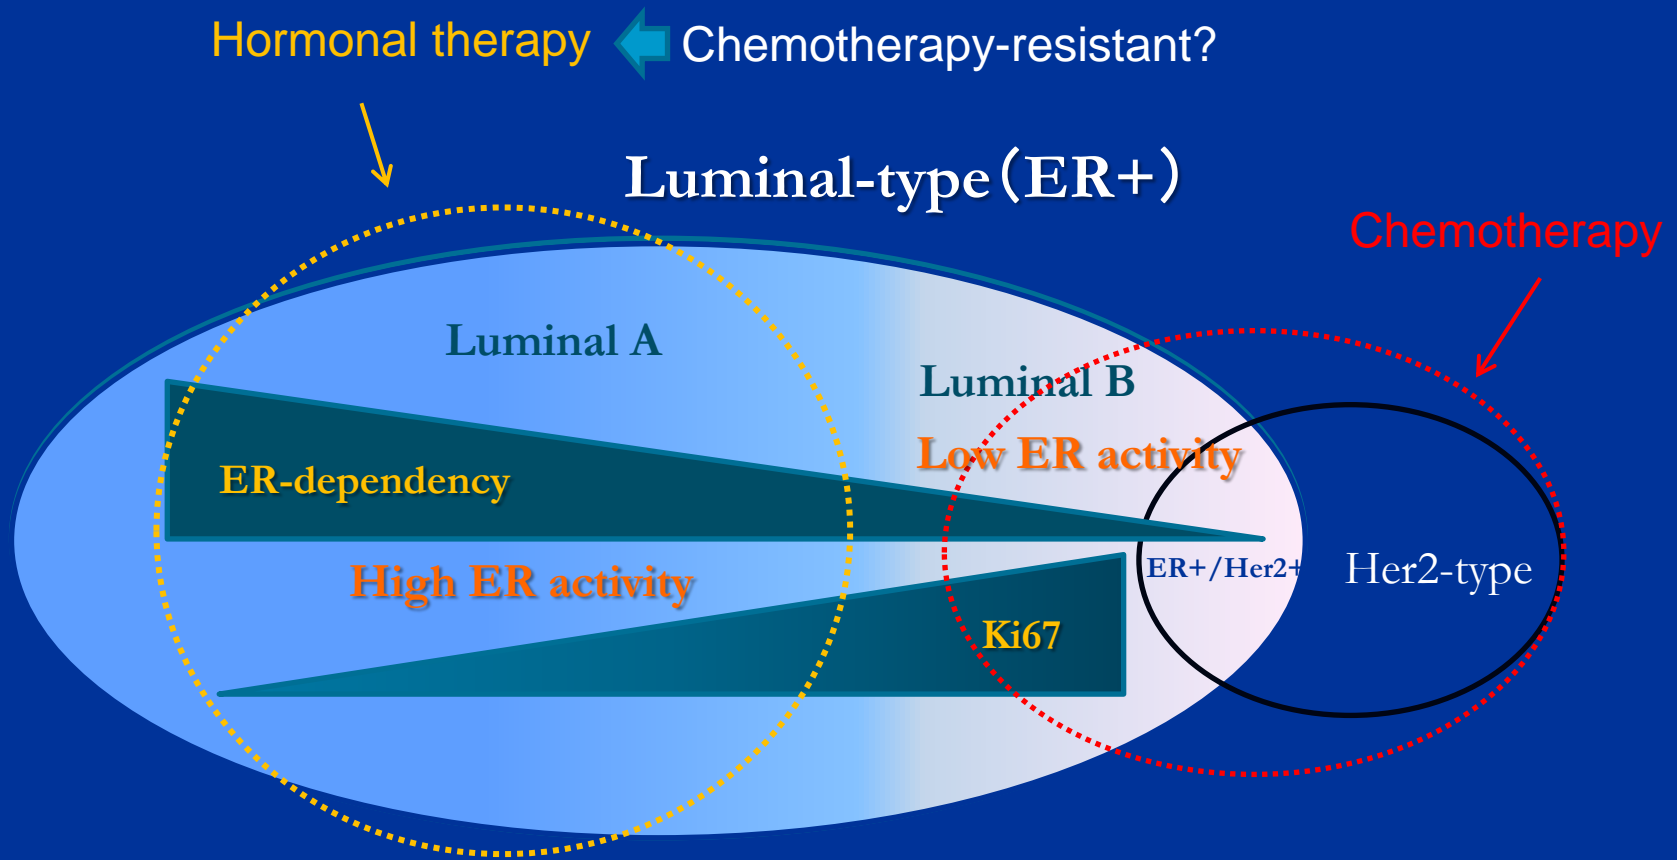 Hormonal therapy
Chemotherapy-resistant?
Luminal-type（ER+）
Chemotherapy
Luminal A
Luminal B
Low ER activity
ER-dependency
High ER activity
ER+/Her2+
Her2-type
Ki67